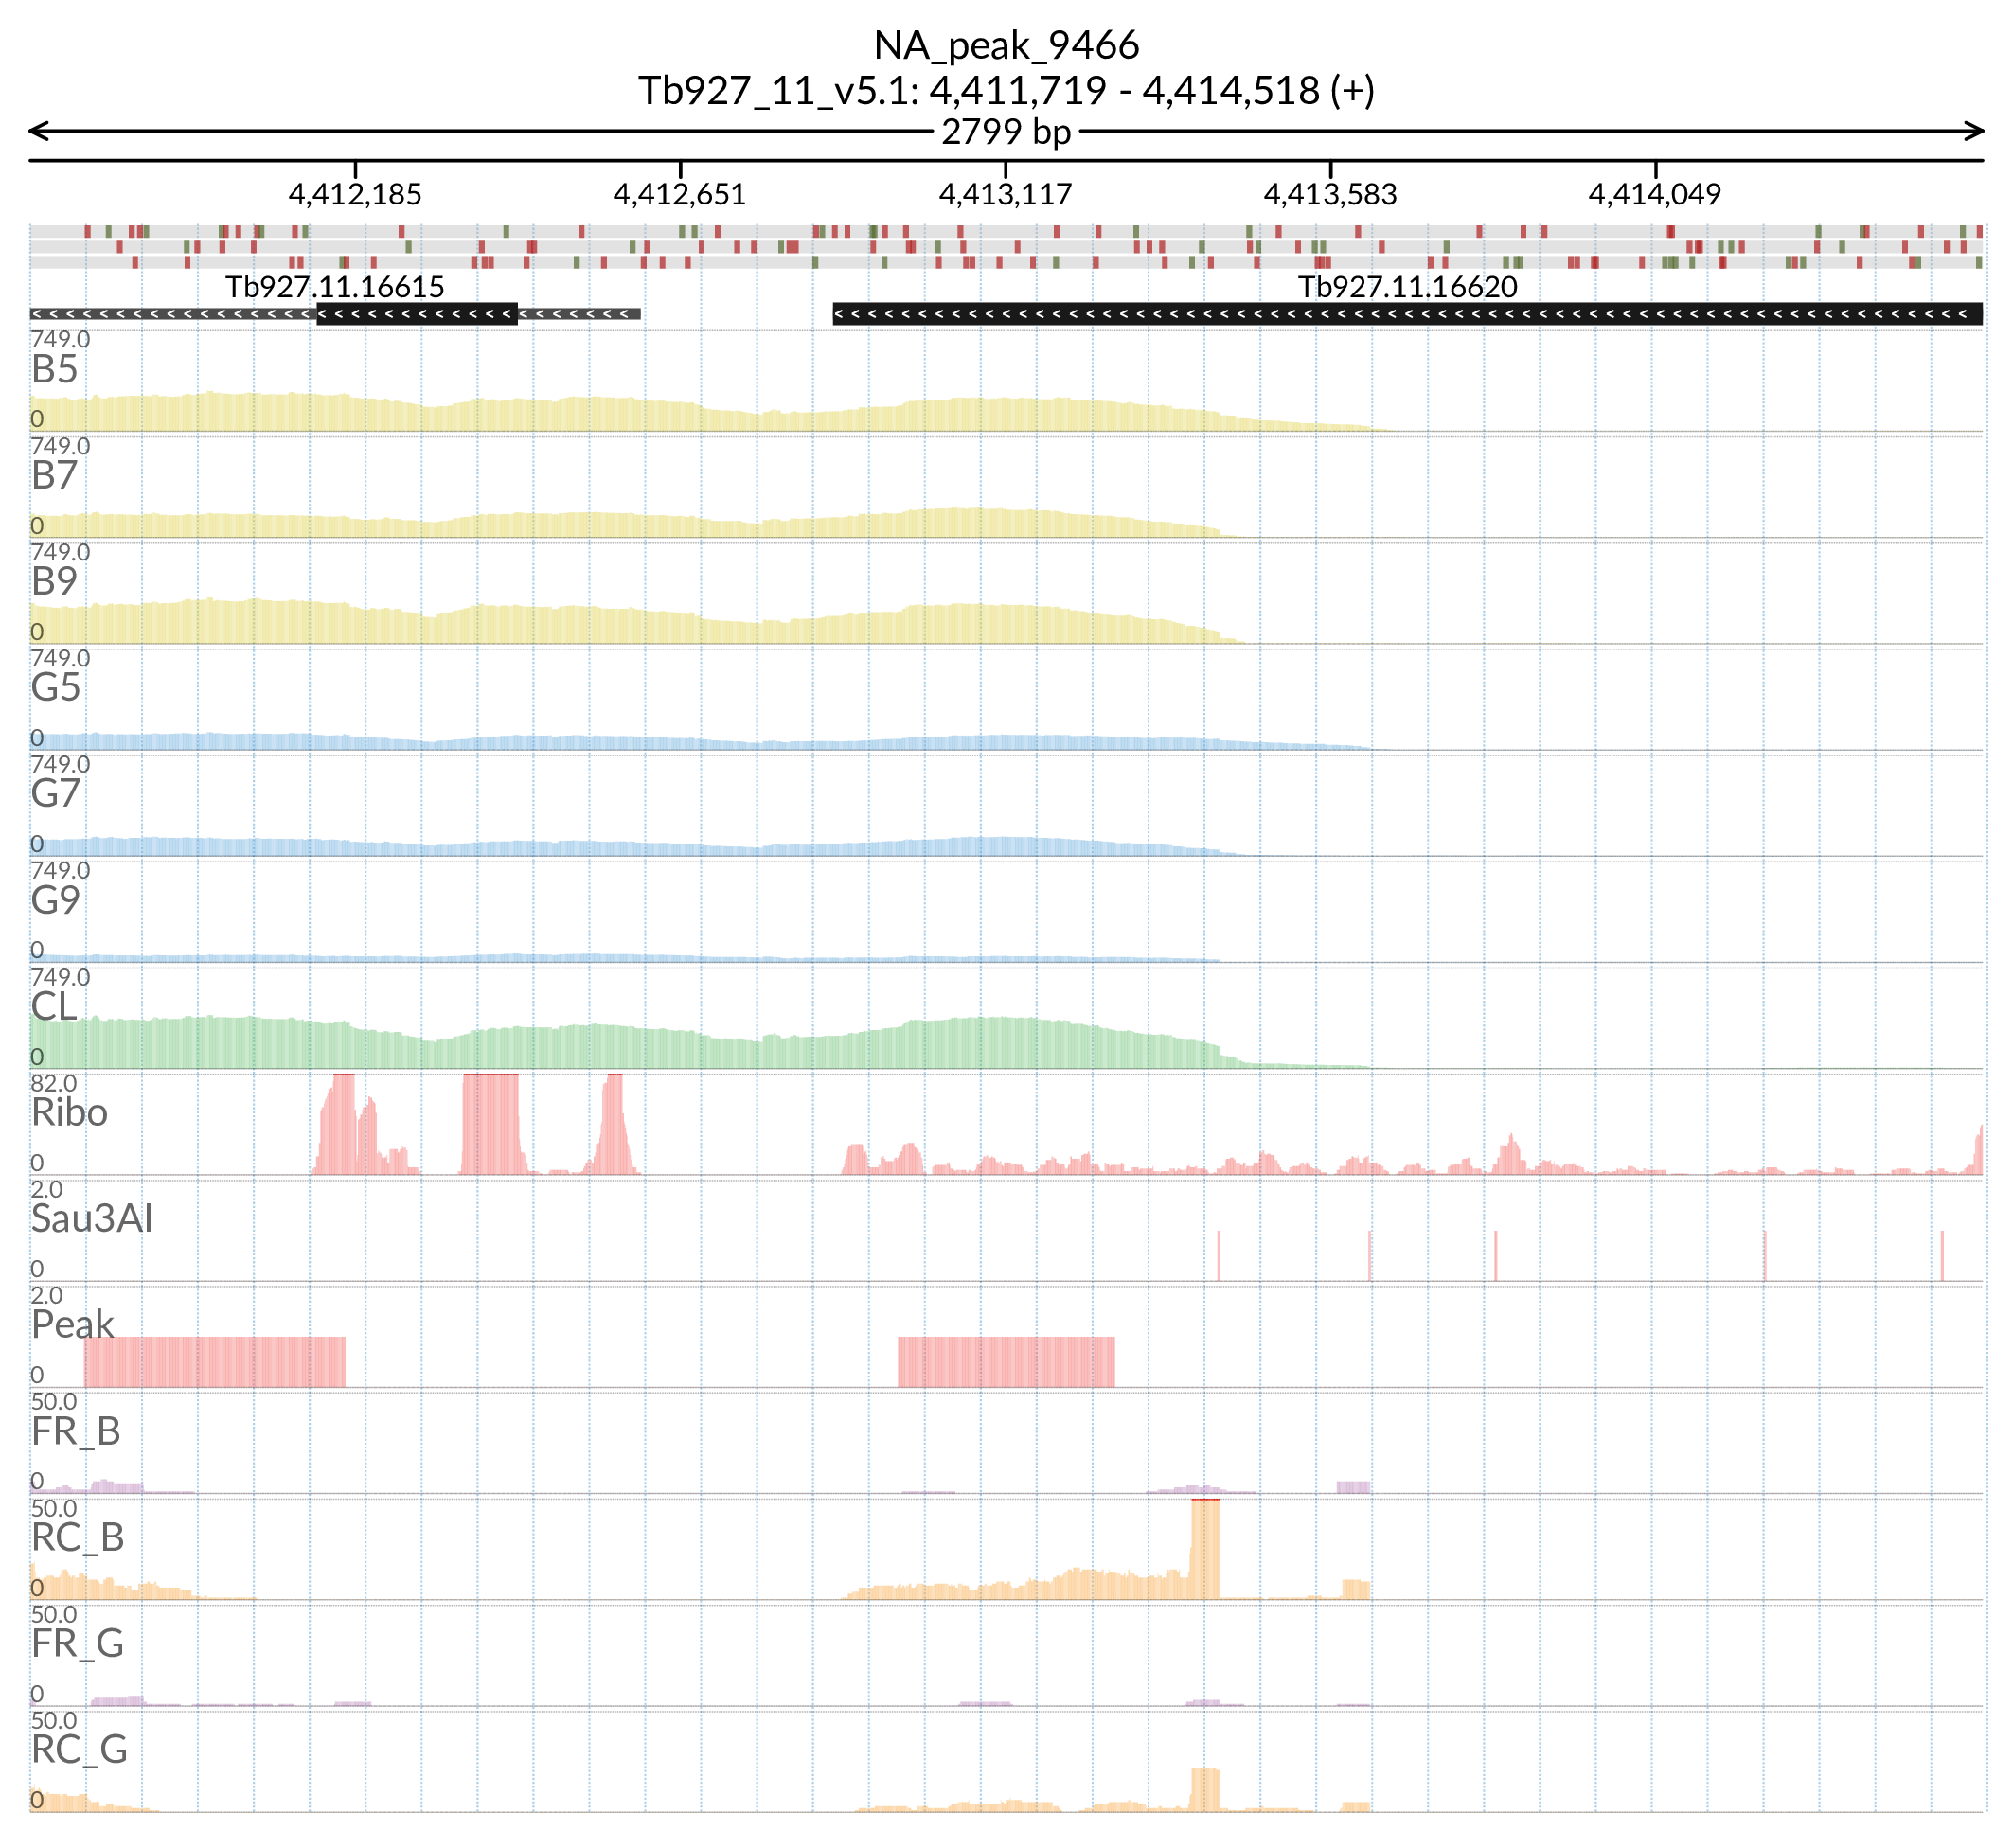 NA_peak_9466
Tb927_11_v5.1: 4,411,719 - 4,414,518 (+)
2799 bp
4,412,185 4,412,651 4,413,117 4,413,583 4,414,049
Tb927.11.16615 Tb927.11.16620
749.0
B5
0
749.0
B7
0
749.0
B9
0
749.0
G5
0
749.0
G7
0
749.0
G9
0
749.0
CL
0
82.0
Ribo
0
2.0
Sau3AI
0
2.0
Peak
0
50.0
FR_B
0
50.0
RC_B
0
50.0
FR_G
0
50.0
RC_G
0